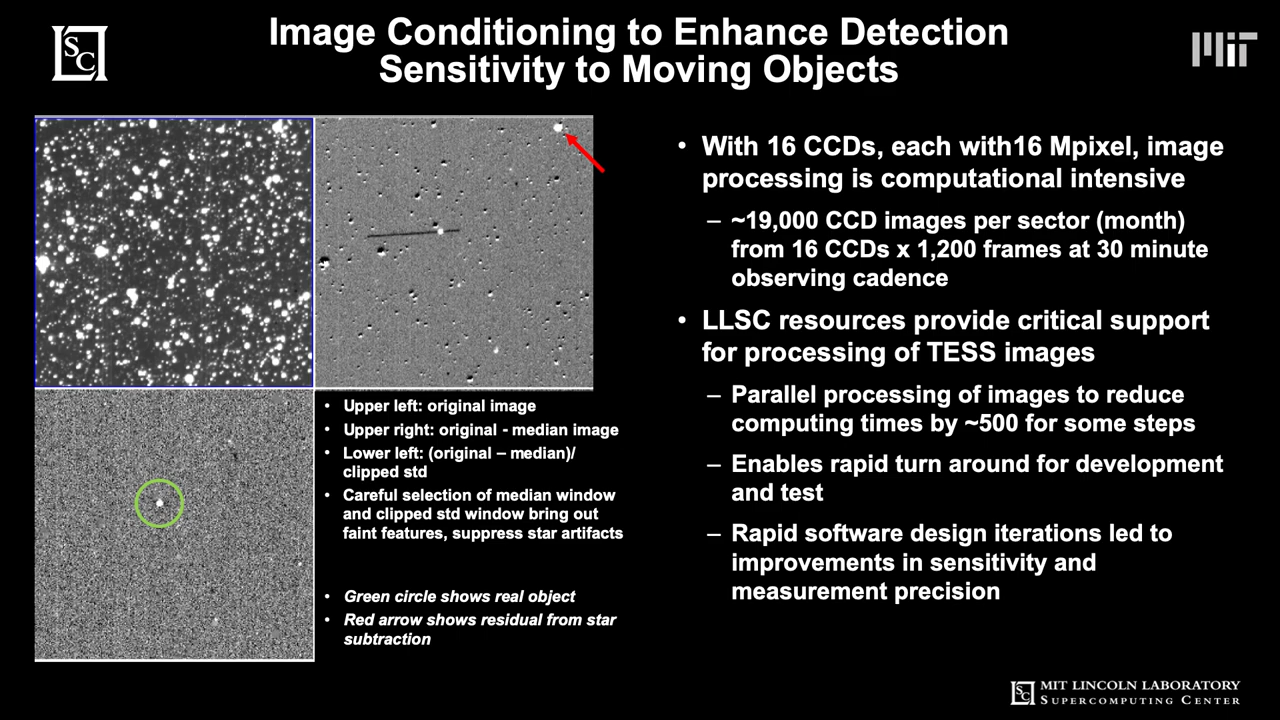 Image Conditioning to Enhance Detection
Sensitivity to Moving Objects
LLSC
MIT
• Upper left: original image
• Upper right: original - median image
• Lower left: (original – median)/
clipped std
• Careful selection of median window
and clipped std window bring out
faint features, suppress star artifacts
• Green circle shows real object
• Red arrow shows residual from star
subtraction
• With 16 CCDs, each with16 Mpixel, image
processing is computational intensive
– ~19,000 CCD images per sector (month)
from 16 CCDs x 1,200 frames at 30 minute
observing cadence
• LLSC resources provide critical support
for processing of TESS images
– Parallel processing of images to reduce
computing times by ~500 for some steps
– Enables rapid turn around for development
and test
– Rapid software design iterations led to
improvements in sensitivity and
measurement precision
LLSC
MIT LINCOLN LABORATORY
SUPERCOMPUTING CENTER